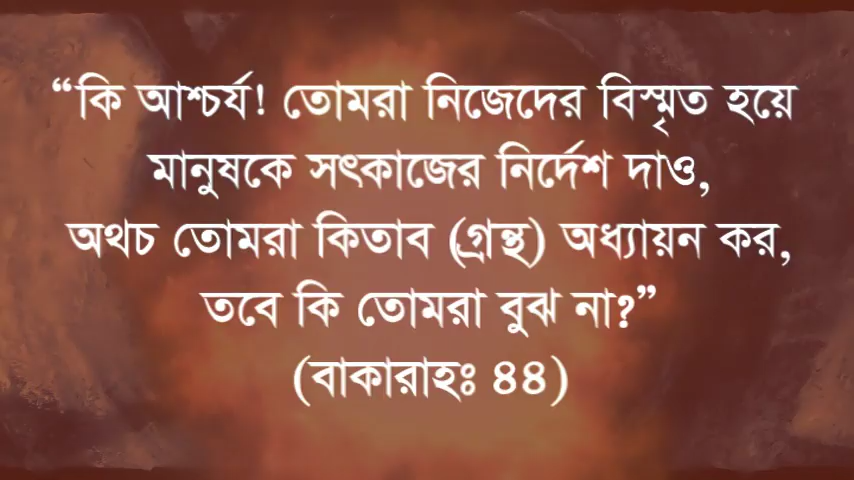 “কি আশ্চর্য! তোমরা নিজেদের বিস্মৃত হয়ে
মানুষকে সৎকাজের নির্দেশ দাও,
অথচ তোমরা কিতাব (গ্রন্থ) অধ্যায়ন কর,
তবে কি তোমরা বুঝ না?”
(বাকারাহঃ ৪৪)